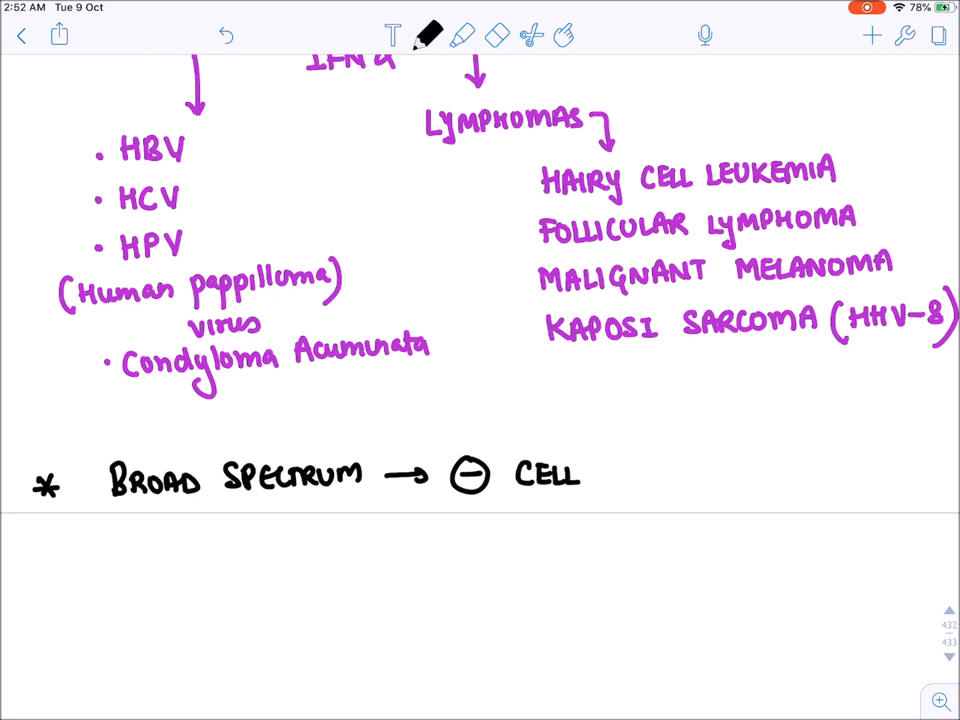 2:52 AM Tue 9 Oct 78%
T
IFN α
LYMPHOMAS
• HBV
• HCV
• HPV
(Human pappilloma)
virus
• Condyloma Acuminata
HAIRY CELL LEUKEMIA
FOLLICULAR LYMPHOMA
MALIGNANT MELANOMA
KAPOSI SARCOMA (HHV-8)
* BROAD SPECTRUM → ⊖ CELL
432
433